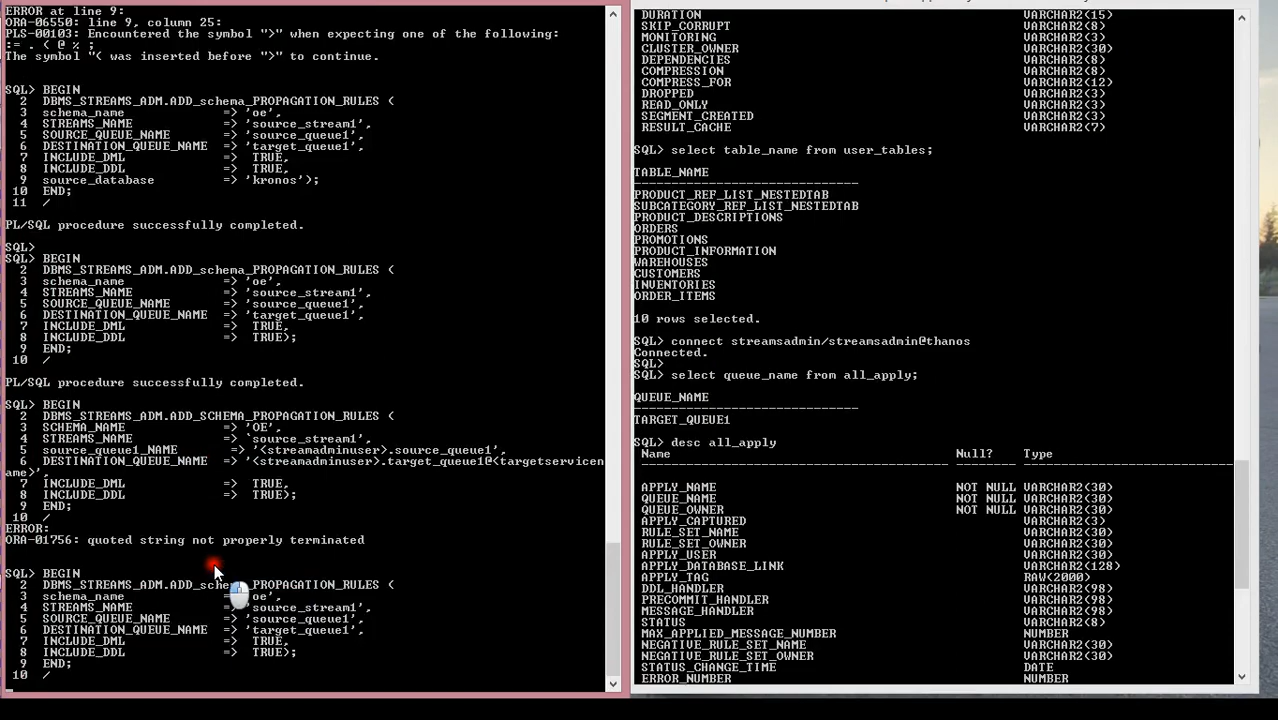 ERROR at line 9:
ORA-06550: line 9, column 25:
PLS-00103: Encountered the symbol ">" when expecting one of the following:
:= . ( @ % ;
The symbol "( was inserted before ">" to continue.
SQL> BEGIN
2 DBMS_STREAMS_ADM.ADD_schema_PROPAGATION_RULES (
3 schema_name => 'oe',
4 STREAMS_NAME => 'source_stream1',
5 SOURCE_QUEUE_NAME => 'source_queue1',
6 DESTINATION_QUEUE_NAME => 'target_queue1',
7 INCLUDE_DML => TRUE,
8 INCLUDE_DDL => TRUE,
9 source_database => 'kronos');
10 END;
11 /
PL/SQL procedure successfully completed.
SQL>
SQL> BEGIN
2 DBMS_STREAMS_ADM.ADD_schema_PROPAGATION_RULES (
3 schema_name => 'oe',
4 STREAMS_NAME => 'source_stream1',
5 SOURCE_QUEUE_NAME => 'source_queue1',
6 DESTINATION_QUEUE_NAME => 'target_queue1',
7 INCLUDE_DML => TRUE,
8 INCLUDE_DDL => TRUE);
9 END;
10 /
PL/SQL procedure successfully completed.
SQL> BEGIN
2 DBMS_STREAMS_ADM.ADD_SCHEMA_PROPAGATION_RULES (
3 SCHEMA_NAME => 'OE',
4 STREAMS_NAME => `source_stream1',
5 source_queue1_NAME => '<streamadminuser>.source_queue1',
6 DESTINATION_QUEUE_NAME => '<streamadminuser>.target_queue1@<targetservicen
ame>',
7 INCLUDE_DML => TRUE,
8 INCLUDE_DDL => TRUE);
9 END;
10 /
ERROR:
ORA-01756: quoted string not properly terminated
SQL> BEGIN
2 DBMS_STREAMS_ADM.ADD_schema_PROPAGATION_RULES (
3 schema_name oe',
4 STREAMS_NAME => 'source_stream1',
5 SOURCE_QUEUE_NAME => 'source_queue1',
6 DESTINATION_QUEUE_NAME => 'target_queue1',
7 INCLUDE_DML => TRUE,
8 INCLUDE_DDL => TRUE);
9 END;
10 /
DURATION VARCHAR2(15)
SKIP_CORRUPT VARCHAR2(8)
MONITORING VARCHAR2(3)
CLUSTER_OWNER VARCHAR2(30)
DEPENDENCIES VARCHAR2(8)
COMPRESSION VARCHAR2(8)
COMPRESS_FOR VARCHAR2(12)
DROPPED VARCHAR2(3)
READ_ONLY VARCHAR2(3)
SEGMENT_CREATED VARCHAR2(3)
RESULT_CACHE VARCHAR2(7)
SQL> select table_name from user_tables;
TABLE_NAME
------------------------------
PRODUCT_REF_LIST_NESTEDTAB
SUBCATEGORY_REF_LIST_NESTEDTAB
PRODUCT_DESCRIPTIONS
ORDERS
PROMOTIONS
PRODUCT_INFORMATION
WAREHOUSES
CUSTOMERS
INVENTORIES
ORDER_ITEMS
10 rows selected.
SQL> connect streamsadmin/streamsadmin@thanos
Connected.
SQL>
SQL> select queue_name from all_apply;
QUEUE_NAME
------------------------------
TARGET_QUEUE1
SQL> desc all_apply
Name Null? Type
----------------------------------------- -------- ----------------------------
APPLY_NAME NOT NULL VARCHAR2(30)
QUEUE_NAME NOT NULL VARCHAR2(30)
QUEUE_OWNER NOT NULL VARCHAR2(30)
APPLY_CAPTURED VARCHAR2(3)
RULE_SET_NAME VARCHAR2(30)
RULE_SET_OWNER VARCHAR2(30)
APPLY_USER VARCHAR2(30)
APPLY_DATABASE_LINK VARCHAR2(128)
APPLY_TAG RAW(2000)
DDL_HANDLER VARCHAR2(98)
PRECOMMIT_HANDLER VARCHAR2(98)
MESSAGE_HANDLER VARCHAR2(98)
STATUS VARCHAR2(8)
MAX_APPLIED_MESSAGE_NUMBER NUMBER
NEGATIVE_RULE_SET_NAME VARCHAR2(30)
NEGATIVE_RULE_SET_OWNER VARCHAR2(30)
STATUS_CHANGE_TIME DATE
ERROR_NUMBER NUMBER